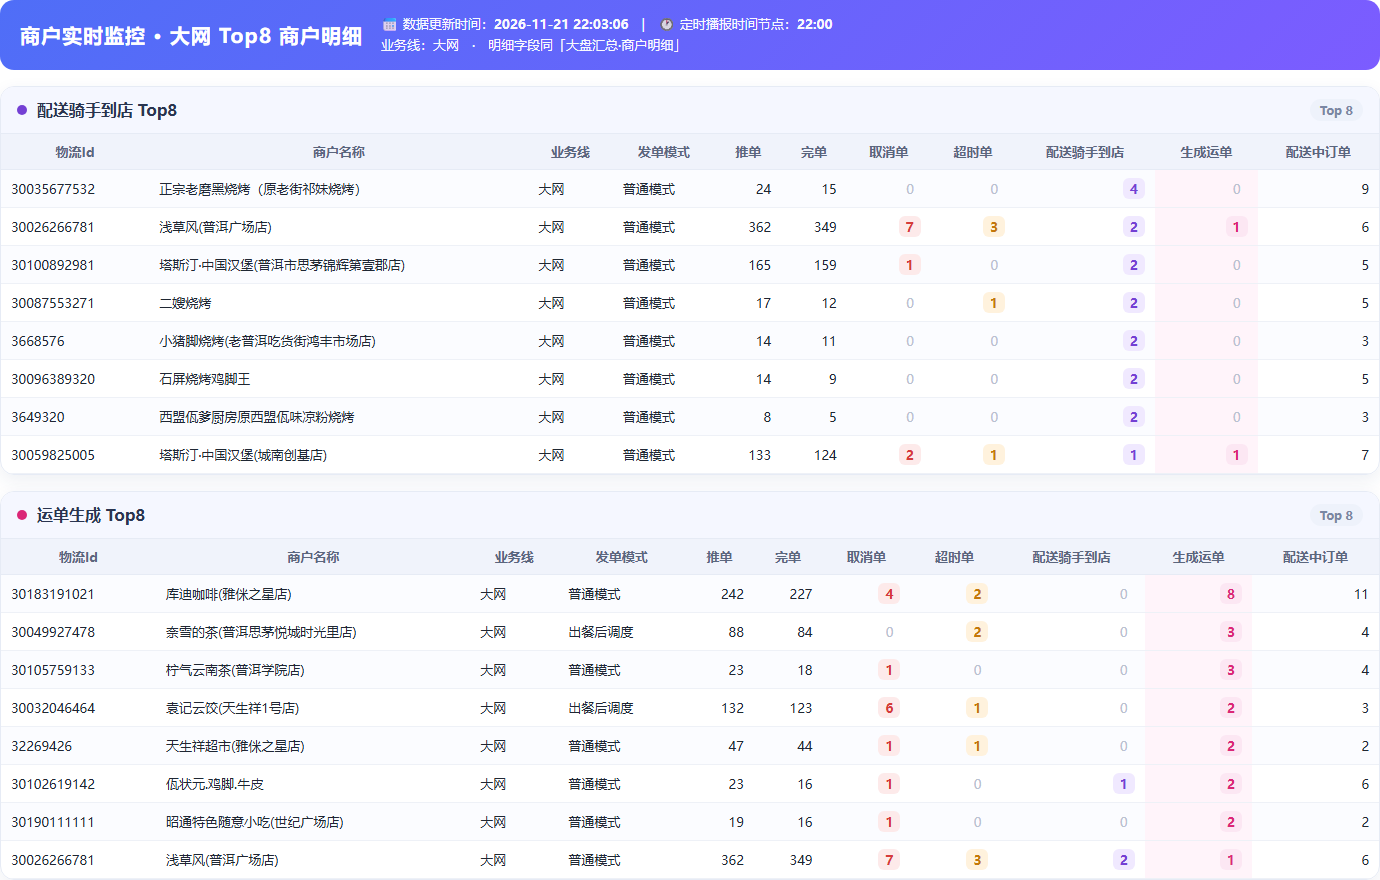 商户实时监控 • 大网 Top8 商户明细
数据更新时间：2026-11-21 22:03:06 | 定时播报时间节点：22:00
业务线：大网 · 明细字段同「大盘汇总·商户明细」
配送骑手到店 Top8 Top 8
物流Id 商户名称 业务线 发单模式 推单 完单 取消单 超时单 配送骑手到店 生成运单 配送中订单
30035677532 正宗老磨黑烧烤（原老街祁妹烧烤） 大网 普通模式 24 15 0 0 4 0 9
30026266781 浅草风(普洱广场店) 大网 普通模式 362 349 7 3 2 1 6
30100892981 塔斯汀·中国汉堡(普洱市思茅锦辉第壹郡店) 大网 普通模式 165 159 1 0 2 0 5
30087553271 二嫂烧烤 大网 普通模式 17 12 0 1 2 0 5
3668576 小猪脚烧烤(老普洱吃货街鸿丰市场店) 大网 普通模式 14 11 0 0 2 0 3
30096389320 石屏烧烤鸡脚王 大网 普通模式 14 9 0 0 2 0 5
3649320 西盟佤爹厨房原西盟佤味凉粉烧烤 大网 普通模式 8 5 0 0 2 0 3
30059825005 塔斯汀·中国汉堡(城南创基店) 大网 普通模式 133 124 2 1 1 1 7
运单生成 Top8 Top 8
物流Id 商户名称 业务线 发单模式 推单 完单 取消单 超时单 配送骑手到店 生成运单 配送中订单
30183191021 库迪咖啡(雅俅之星店) 大网 普通模式 242 227 4 2 0 8 11
30049927478 奈雪的茶(普洱思茅悦城时光里店) 大网 出餐后调度 88 84 0 2 0 3 4
30105759133 柠气云南茶(普洱学院店) 大网 普通模式 23 18 1 0 0 3 4
30032046464 袁记云饺(天生祥1号店) 大网 出餐后调度 132 123 6 1 0 2 3
32269426 天生祥超市(雅俅之星店) 大网 普通模式 47 44 1 1 0 2 2
30102619142 佤状元.鸡脚.牛皮 大网 普通模式 23 16 1 0 1 2 6
30190111111 昭通特色随意小吃(世纪广场店) 大网 普通模式 19 16 1 0 0 2 2
30026266781 浅草风(普洱广场店) 大网 普通模式 362 349 7 3 2 1 6